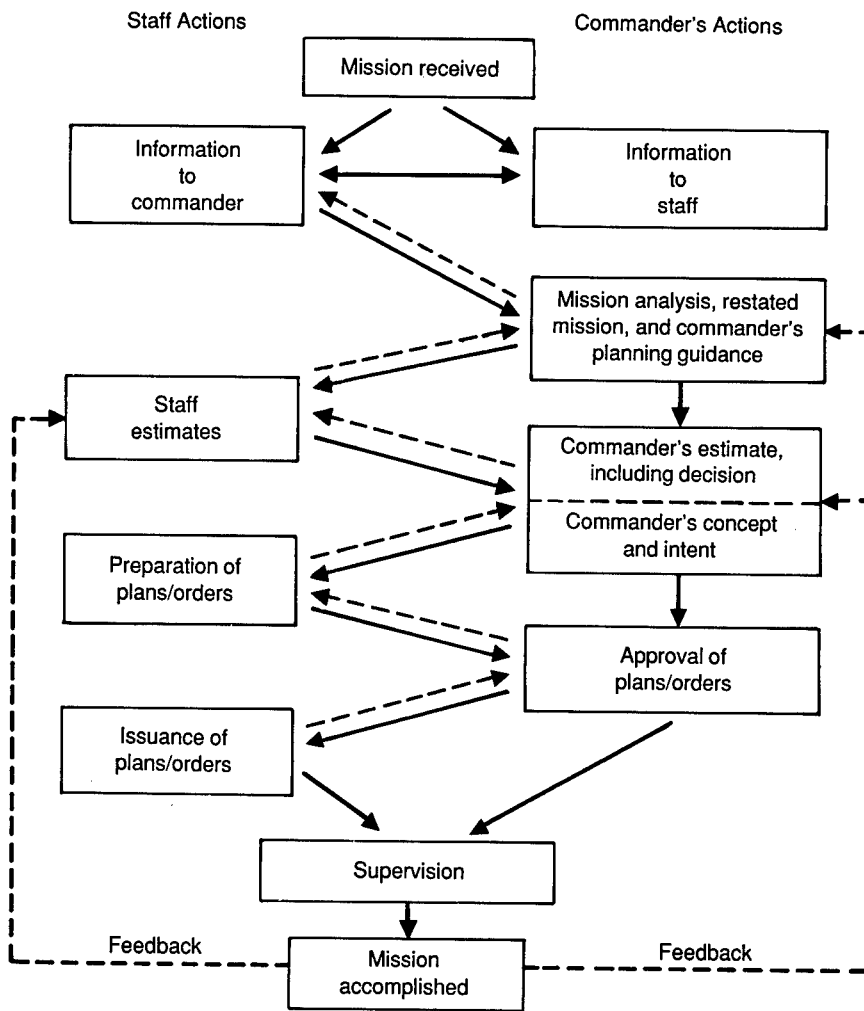 Staff Actions
Commander's Actions
Mission received
Information
to
commander
Information
to
staff
Mission analysis, restated
mission, and commander's
planning guidance
Staff
estimates
Commander's estimate,
including decision
Commander's concept
and intent
Preparation of
plans/orders
Approval of
plans/orders
Issuance of
plans/orders
Supervision
Feedback
Feedback
Mission
accomplished